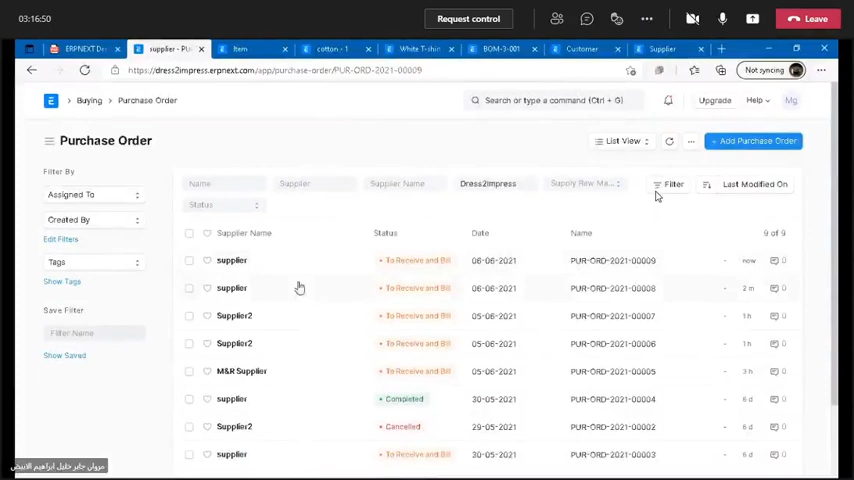 03:16:50
Request control
Leave
ERPNEXT Dem
supplier - PUR
Item
cotton - 1
White T-shirt
BOM-3-001
Customer
Supplier
https://dress2impress.erpnext.com/app/purchase-order/PUR-ORD-2021-00009
Not syncing
E
Buying
Purchase Order
Search or type a command (Ctrl + G)
Upgrade
Help
Mg
Purchase Order
List View
+ Add Purchase Order
Filter By
Assigned To
Created By
Edit Filters
Tags
Show Tags
Save Filter
Filter Name
Show Saved
Name
Supplier
Supplier Name
Dress2Impress
Supply Raw Ma...
Filter
Last Modified On
Status
Supplier Name Status Date Name 9 of 9
supplier • To Receive and Bill 06-06-2021 PUR-ORD-2021-00009 - now 0
supplier • To Receive and Bill 06-06-2021 PUR-ORD-2021-00008 - 2 m 0
Supplier2 • To Receive and Bill 06-06-2021 PUR-ORD-2021-00007 - 1 h 0
Supplier2 • To Receive and Bill 05-06-2021 PUR-ORD-2021-00006 - 1 h 0
M&R Supplier • To Receive and Bill 05-06-2021 PUR-ORD-2021-00005 - 3 h 0
supplier • Completed 30-05-2021 PUR-ORD-2021-00004 - 6 d 0
Supplier2 • Cancelled 29-05-2021 PUR-ORD-2021-00002 - 6 d 0
supplier • To Receive and Bill 30-05-2021 PUR-ORD-2021-00003 - 6 d 0
مروان جابر خليل ابراهيم الابيض